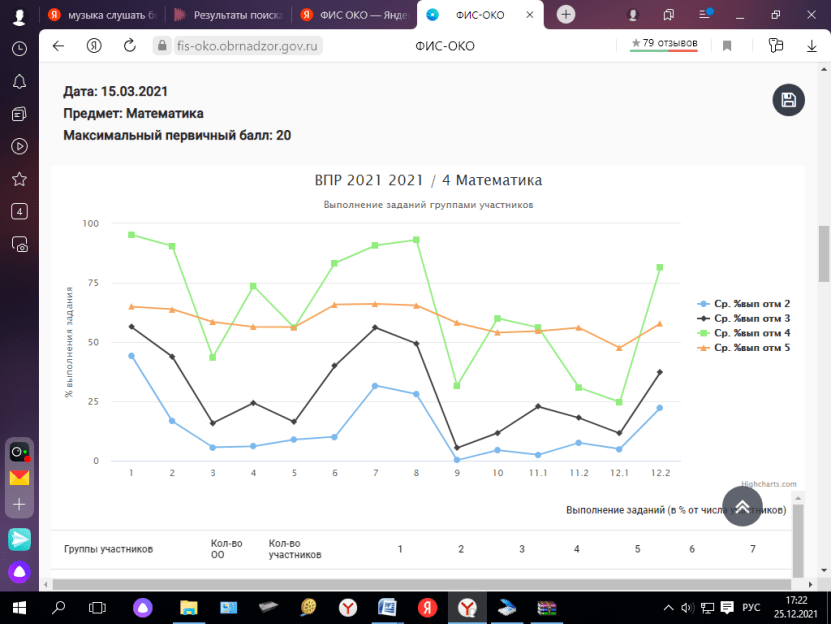 музыка слушать б
Результаты поиска
ФИС ОКО — Янде
ФИС-ОКО
fis-oko.obrnadzor.gov.ru
ФИС-ОКО
79 отзывов
4
Дата: 15.03.2021
Предмет: Математика
Максимальный первичный балл: 20
ВПР 2021 2021 / 4 Математика
Выполнение заданий группами участников
% выполнения задания
100
75
50
25
0
1 2 3 4 5 6 7 8 9 10 11.1 11.2 12.1 12.2
Ср. %вып отм 2
Ср. %вып отм 3
Ср. %вып отм 4
Ср. %вып отм 5
Highcharts.com
Выполнение заданий (в % от числа участников)
Группы участников Кол-во ОО Кол-во участников 1 2 3 4 5 6 7
РУС
17:22
25.12.2021